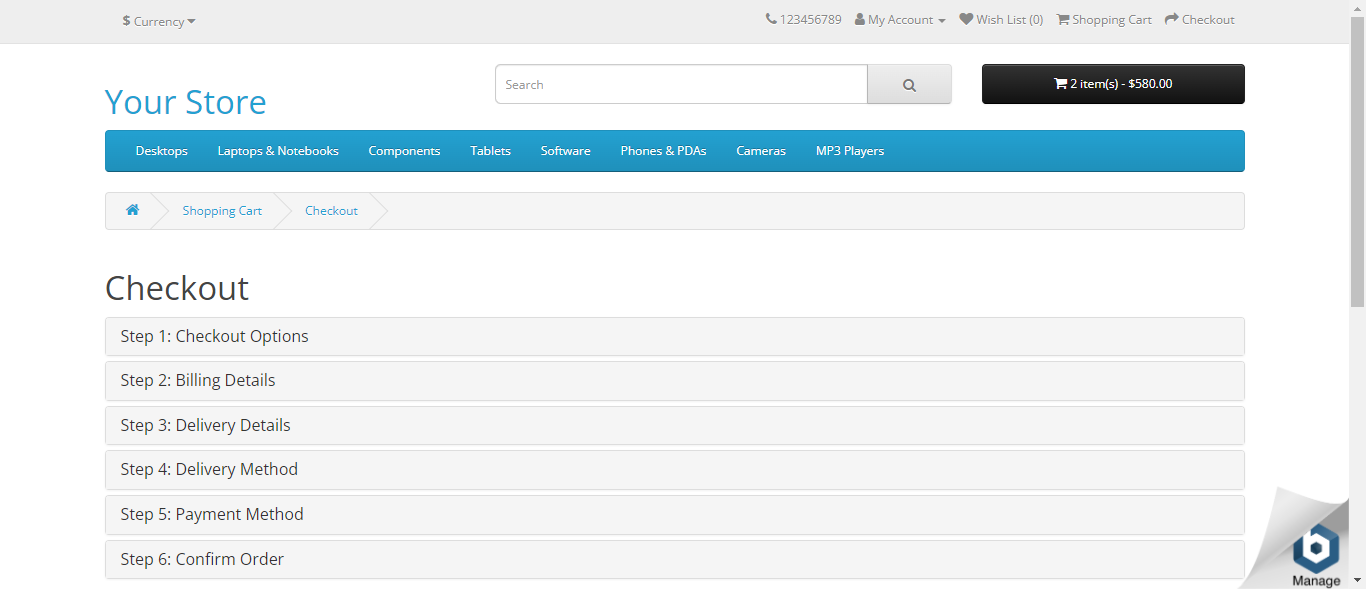 $ Currency
123456789 My Account Wish List (0) Shopping Cart Checkout
Your Store
Search
2 item(s) - $580.00
Desktops Laptops & Notebooks Components Tablets Software Phones & PDAs Cameras MP3 Players
Shopping Cart Checkout
Checkout
Step 1: Checkout Options
Step 2: Billing Details
Step 3: Delivery Details
Step 4: Delivery Method
Step 5: Payment Method
Step 6: Confirm Order
Manage